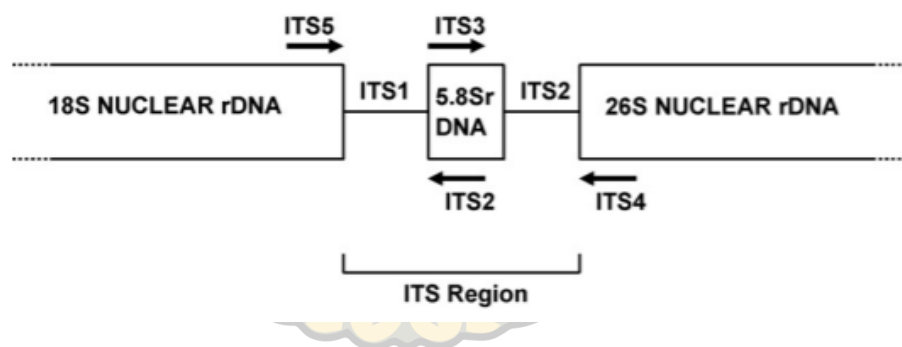 ITS5
ITS3
18S NUCLEAR rDNA
ITS1
5.8Sr
DNA
ITS2
26S NUCLEAR rDNA
ITS2
ITS4
ITS Region